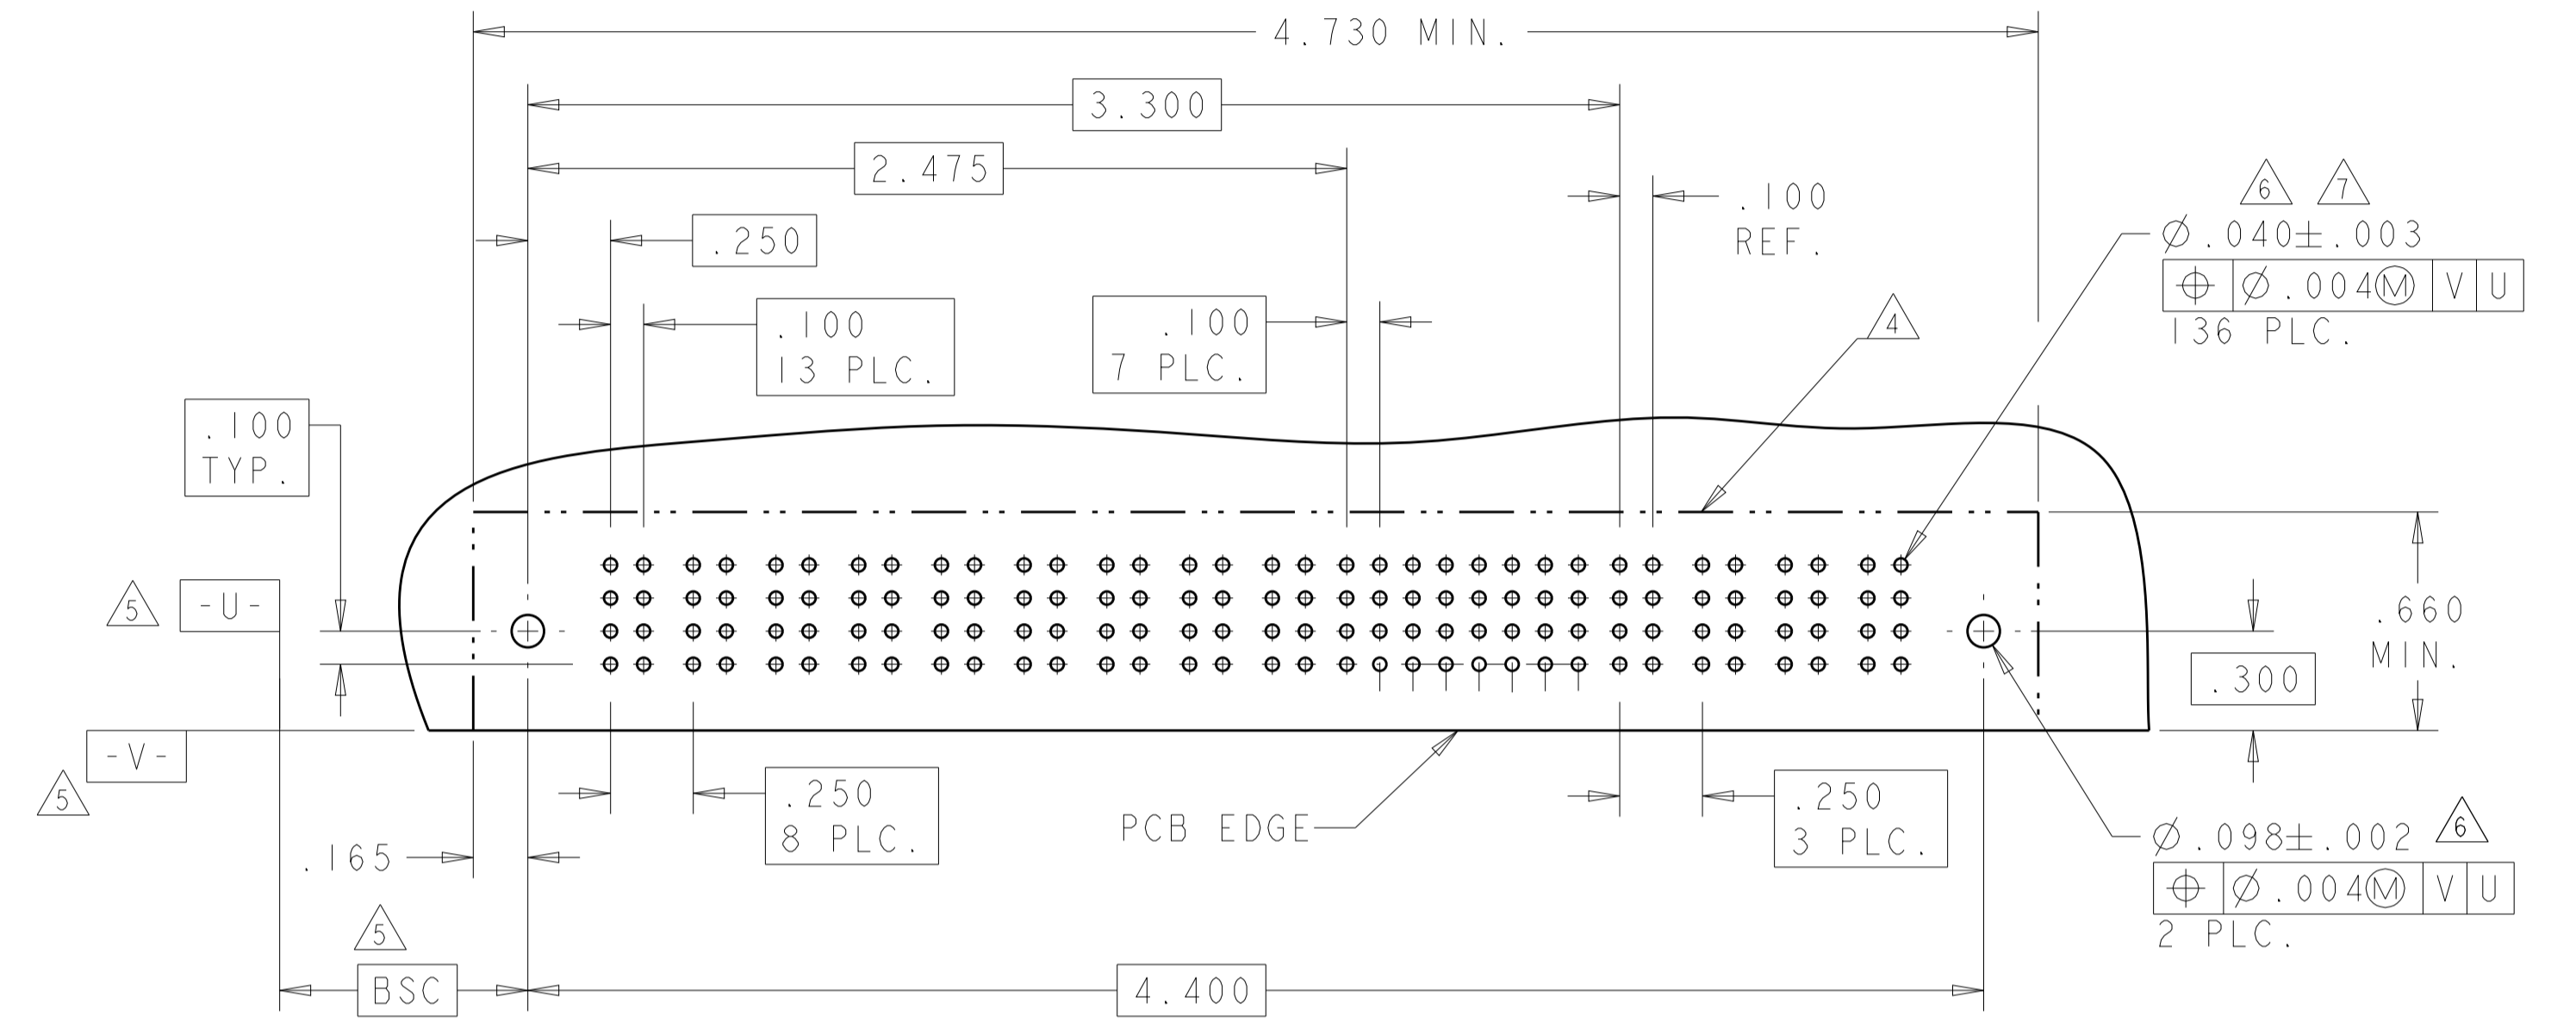 4.730 MIN.
3.300
2.475
.250
.100
REF.
6 7
Ø.040±.003
⌖ Ø.004Ⓜ V U
136 PLC.
.100
13 PLC.
.100
7 PLC.
4
.100
TYP.
5
-U-
.660
MIN.
.300
-V-
5
.250
8 PLC.
PCB EDGE
.250
3 PLC.
.165
Ø.098±.002 6
⌖ Ø.004Ⓜ V U
2 PLC.
5
BSC
4.400